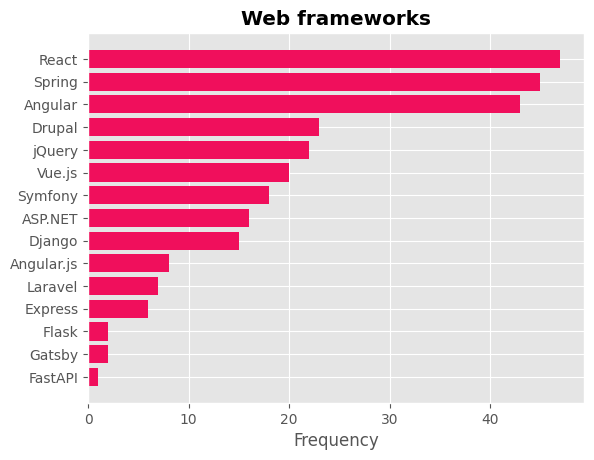 Web frameworks
React
Spring
Angular
Drupal
jQuery
Vue.js
Symfony
ASP.NET
Django
Angular.js
Laravel
Express
Flask
Gatsby
FastAPI
0 10 20 30 40
Frequency